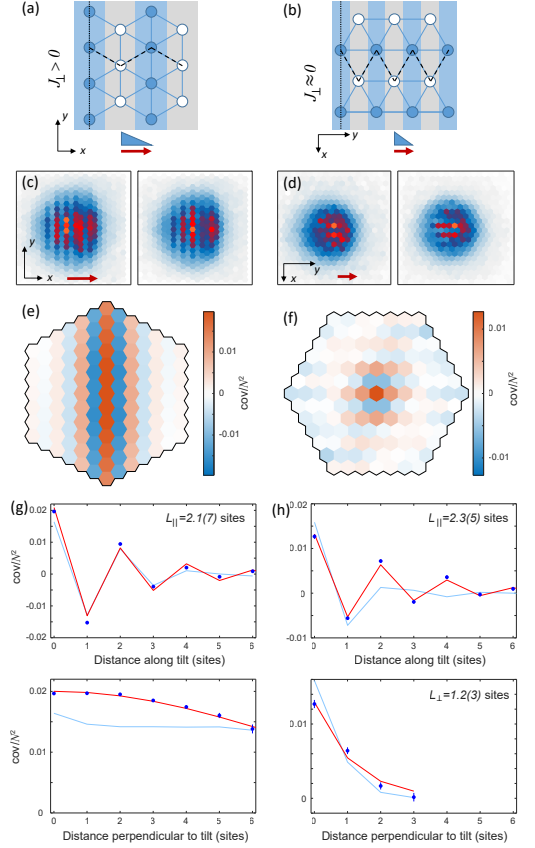 (a)
J⊥ > 0
y
x
(b)
J⊥ ≈ 0
x
y
(c)
y
x
(d)
x
y
(e)
0.01
0
-0.01
cov/N²
(f)
0.01
0
-0.01
cov/N²
(g)
L||=2.1(7) sites
0.02
0.01
0
-0.01
-0.02
cov/N²
0 1 2 3 4 5 6
Distance along tilt (sites)
(h)
L||=2.3(5) sites
0.01
0
-0.01
0 1 2 3 4 5 6
Distance along tilt (sites)
0.02
0.01
0
cov/N²
0 1 2 3 4 5 6
Distance perpendicular to tilt (sites)
L⊥=1.2(3) sites
0.01
0
0 1 2 3 4 5 6
Distance perpendicular to tilt (sites)